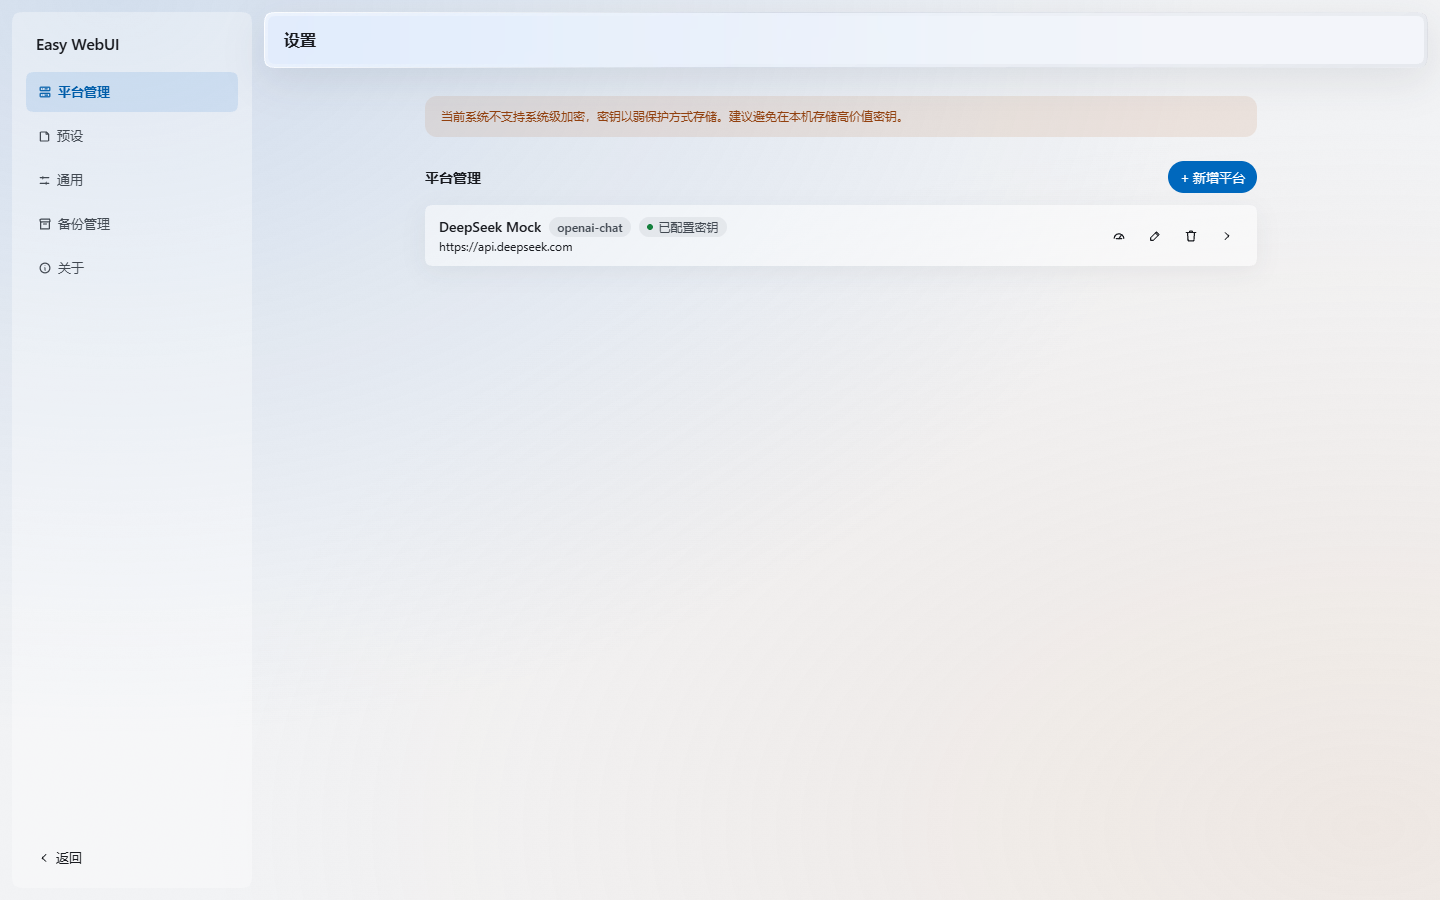 Easy WebUI
平台管理
预设
通用
备份管理
关于
返回
设置
当前系统不支持系统级加密，密钥以弱保护方式存储。建议避免在本机存储高价值密钥。
平台管理
+ 新增平台
DeepSeek Mock openai-chat 已配置密钥
https://api.deepseek.com